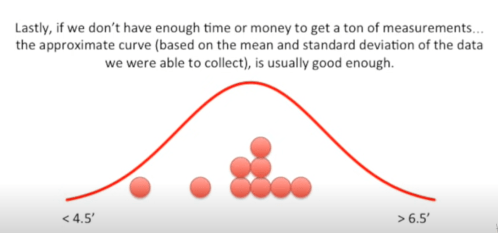 Lastly, if we don't have enough time or money to get a ton of measurements…
the approximate curve (based on the mean and standard deviation of the data
we were able to collect), is usually good enough.
< 4.5′
> 6.5′